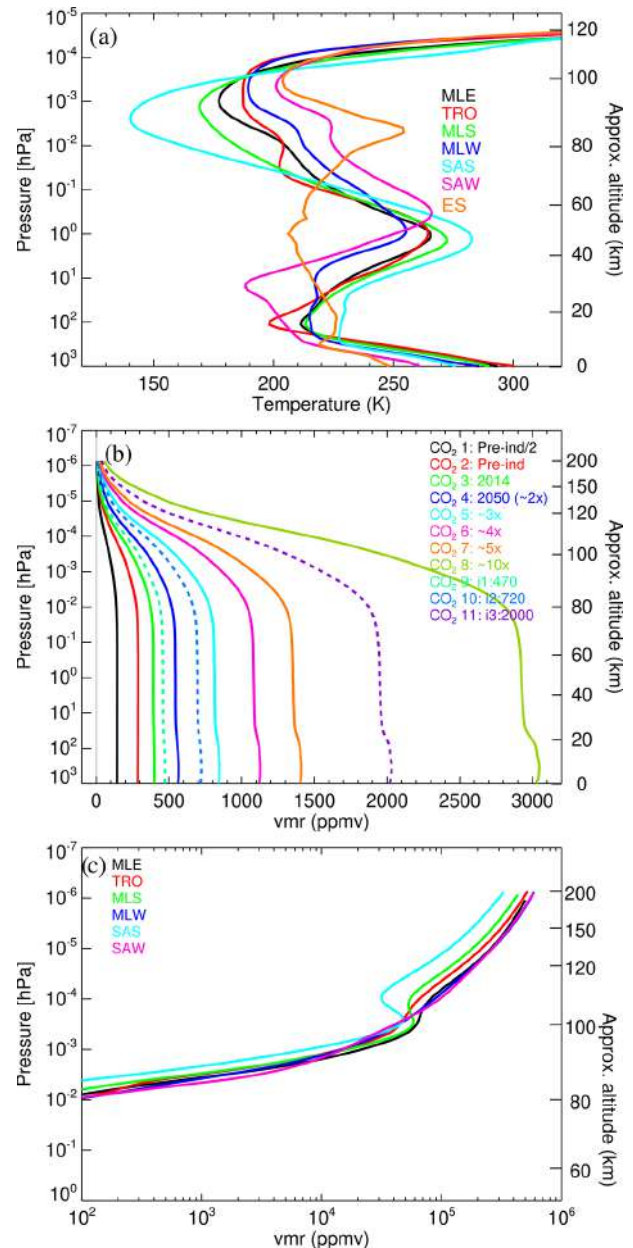 (a)
10⁻⁵
10⁻⁴
10⁻³
10⁻²
10⁻¹
10⁰
10¹
10²
10³
Pressure [hPa]
MLE
TRO
MLS
MLW
SAS
SAW
ES
120
100
80
60
40
20
0
Approx. altitude (km)
150 200 250 300
Temperature (K)
(b)
10⁻⁷
10⁻⁶
10⁻⁵
10⁻⁴
10⁻³
10⁻²
10⁻¹
10⁰
10¹
10²
10³
Pressure [hPa]
CO₂ 1: Pre-ind/2
CO₂ 2: Pre-ind
CO₂ 3: 2014
CO₂ 4: 2050 (~2x)
CO₂ 5: ~3x
CO₂ 6: ~4x
CO₂ 7: ~5x
CO₂ 8: ~10x
CO₂ 9: i1:470
CO₂ 10: i2:720
CO₂ 11: i3:2000
200
150
120
100
80
60
40
20
0
Approx. altitude (km)
0 500 1000 1500 2000 2500 3000
vmr (ppmv)
(c)
10⁻⁷
10⁻⁶
10⁻⁵
10⁻⁴
10⁻³
10⁻²
10⁻¹
10⁰
Pressure [hPa]
MLE
TRO
MLS
MLW
SAS
SAW
200
150
120
100
80
60
Approx. altitude (km)
10² 10³ 10⁴ 10⁵ 10⁶
vmr (ppmv)